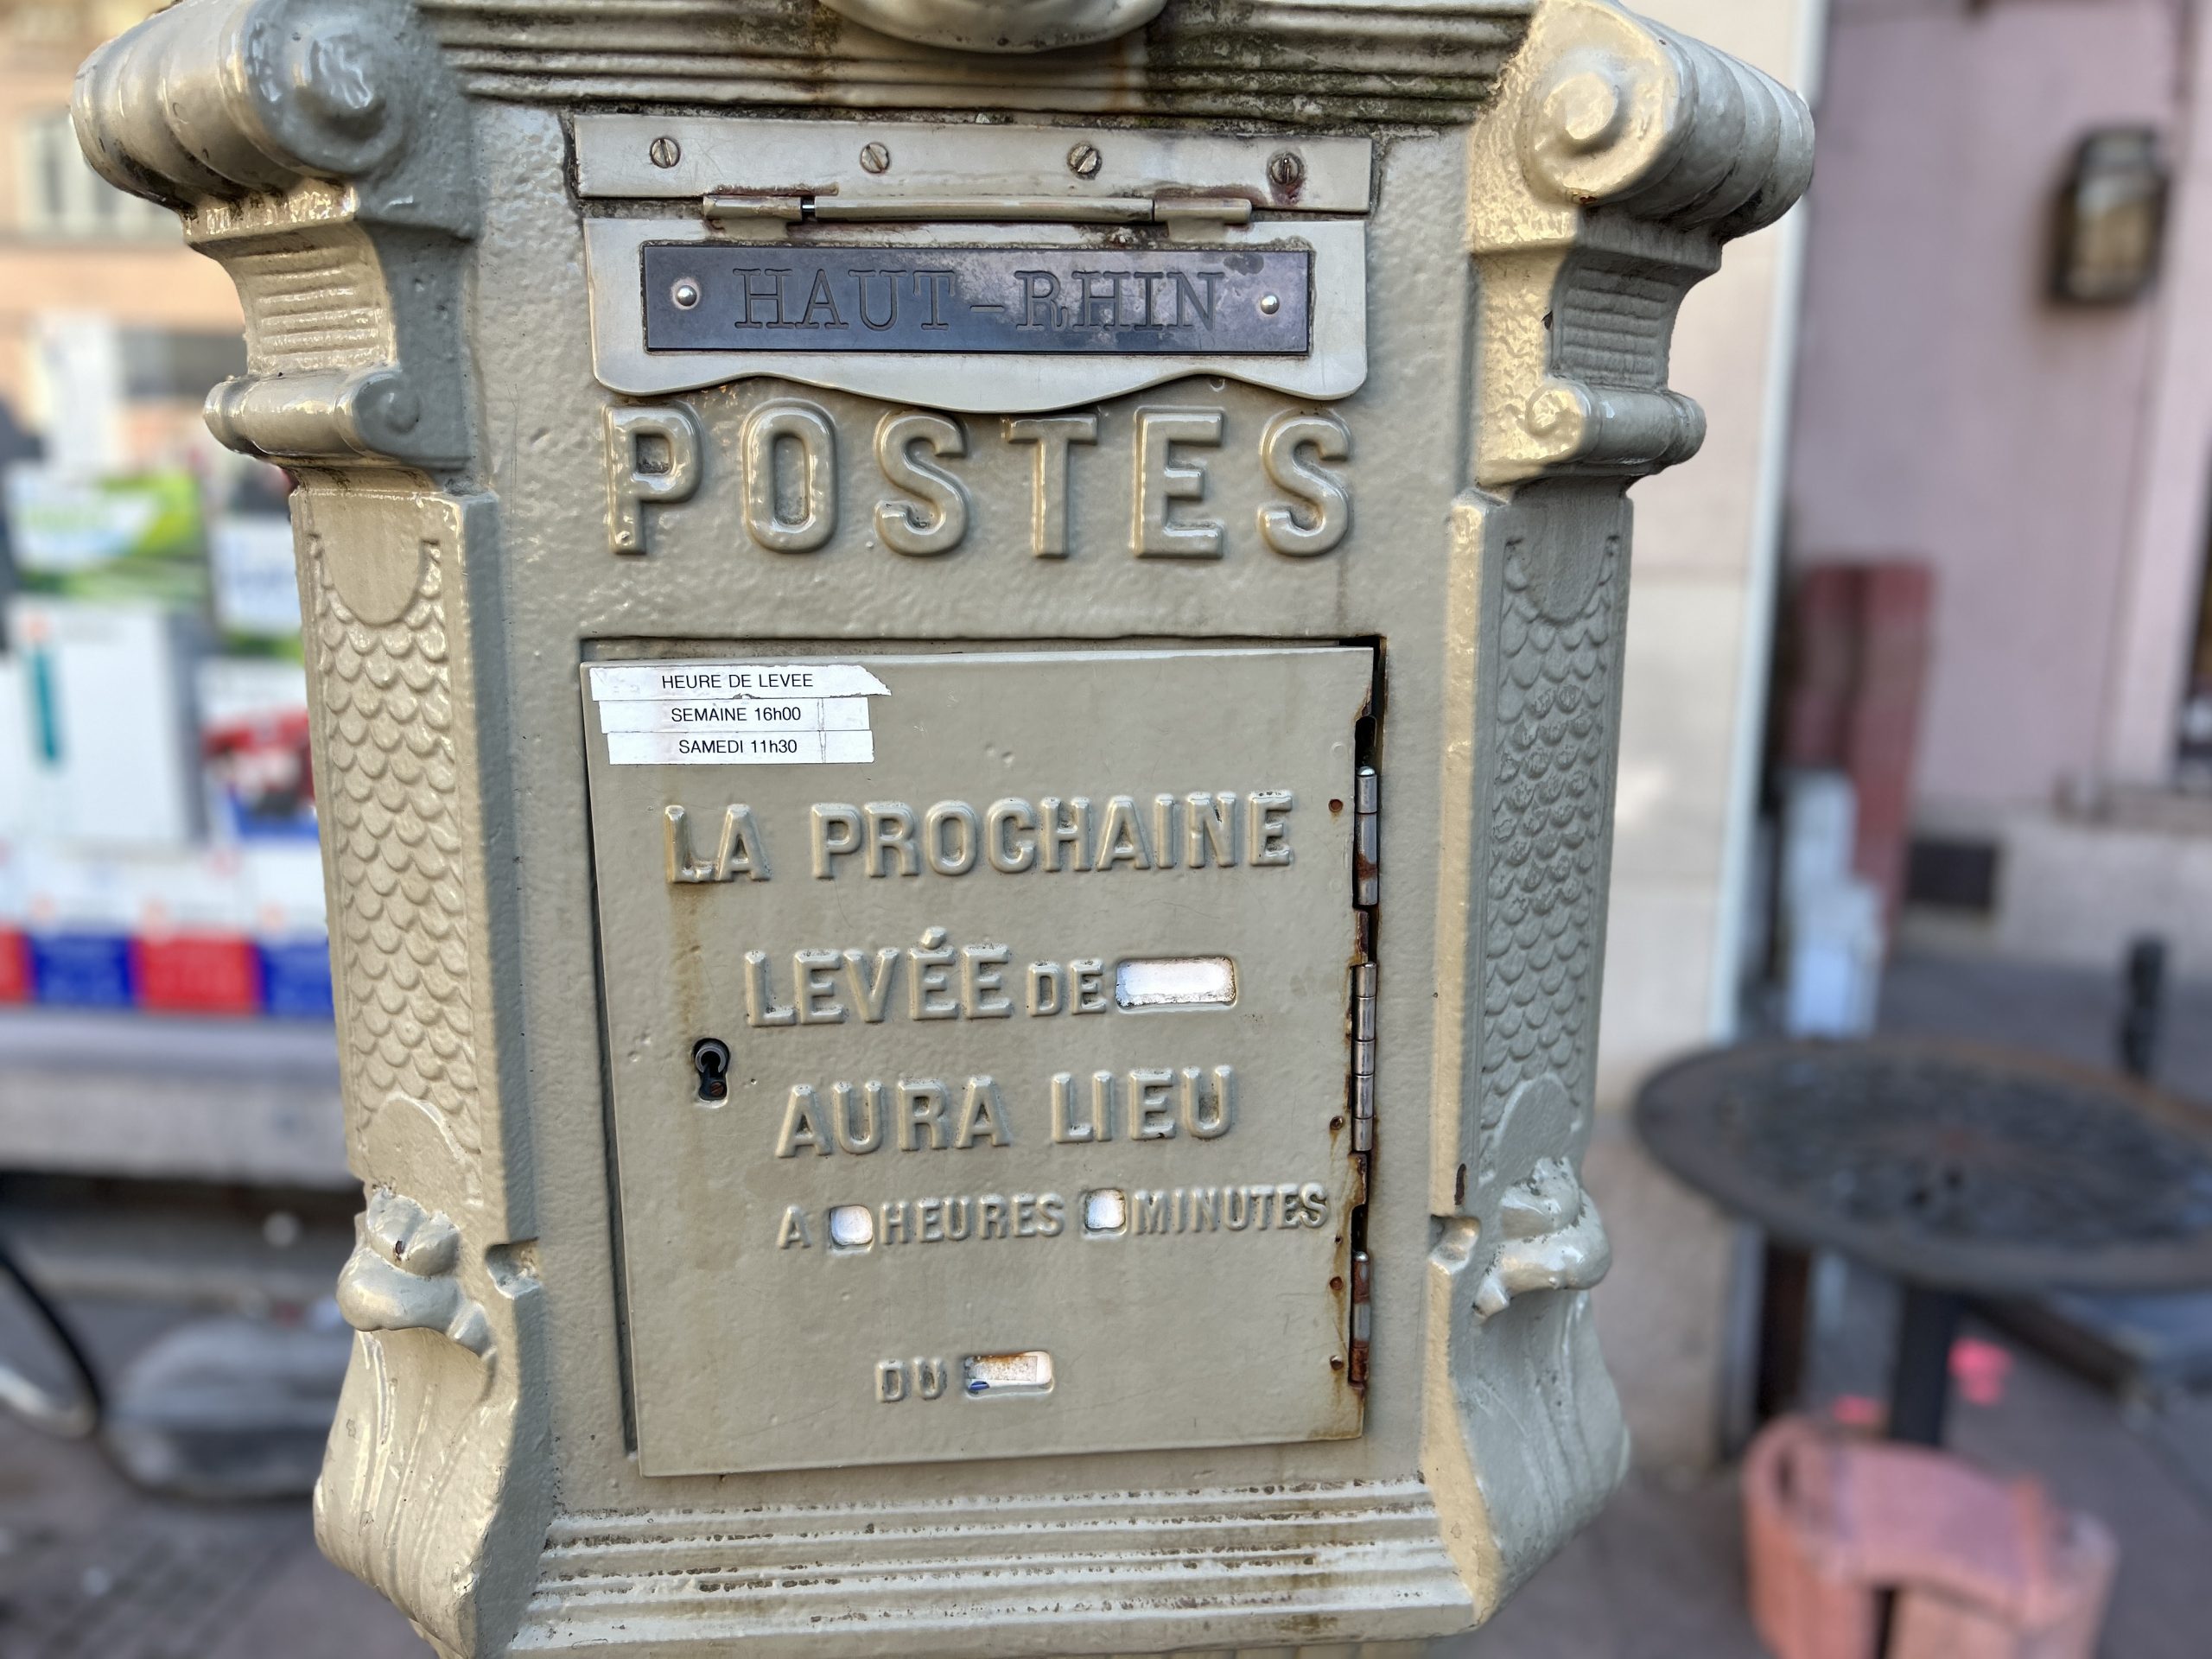 HAUT-RHIN
POSTES
HEURE DE LEVEE
SEMAINE 16h00
SAMEDI 11h30
LA PROCHAINE
LEVÉE DE
AURA LIEU
A HEURES MINUTES
DU